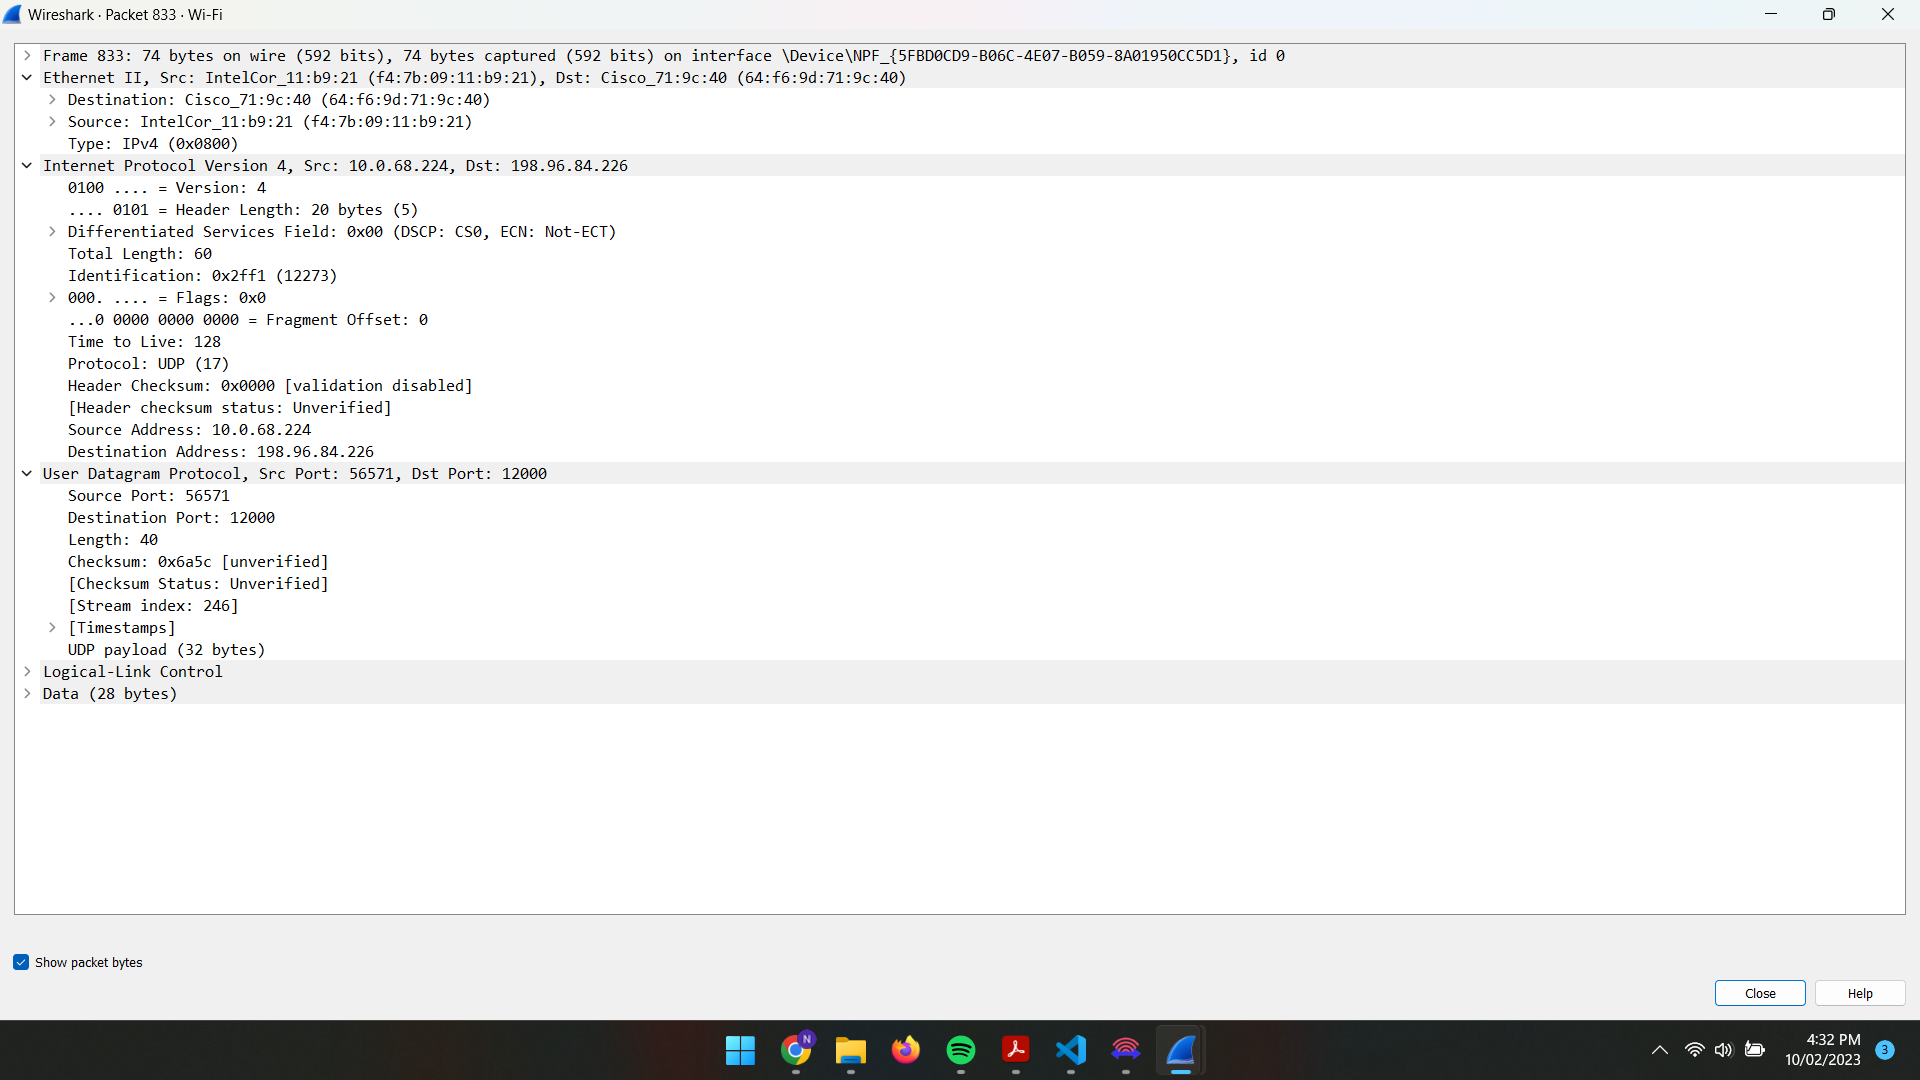 Wireshark · Packet 833 · Wi-Fi
Frame 833: 74 bytes on wire (592 bits), 74 bytes captured (592 bits) on interface \Device\NPF_{5FBD0CD9-B06C-4E07-B059-8A01950CC5D1}, id 0
Ethernet II, Src: IntelCor_11:b9:21 (f4:7b:09:11:b9:21), Dst: Cisco_71:9c:40 (64:f6:9d:71:9c:40)
Destination: Cisco_71:9c:40 (64:f6:9d:71:9c:40)
Source: IntelCor_11:b9:21 (f4:7b:09:11:b9:21)
Type: IPv4 (0x0800)
Internet Protocol Version 4, Src: 10.0.68.224, Dst: 198.96.84.226
0100 .... = Version: 4
.... 0101 = Header Length: 20 bytes (5)
Differentiated Services Field: 0x00 (DSCP: CS0, ECN: Not-ECT)
Total Length: 60
Identification: 0x2ff1 (12273)
000. .... = Flags: 0x0
...0 0000 0000 0000 = Fragment Offset: 0
Time to Live: 128
Protocol: UDP (17)
Header Checksum: 0x0000 [validation disabled]
[Header checksum status: Unverified]
Source Address: 10.0.68.224
Destination Address: 198.96.84.226
User Datagram Protocol, Src Port: 56571, Dst Port: 12000
Source Port: 56571
Destination Port: 12000
Length: 40
Checksum: 0x6a5c [unverified]
[Checksum Status: Unverified]
[Stream index: 246]
[Timestamps]
UDP payload (32 bytes)
Logical-Link Control
Data (28 bytes)
Show packet bytes
Close Help
N
4:32 PM
10/02/2023
3